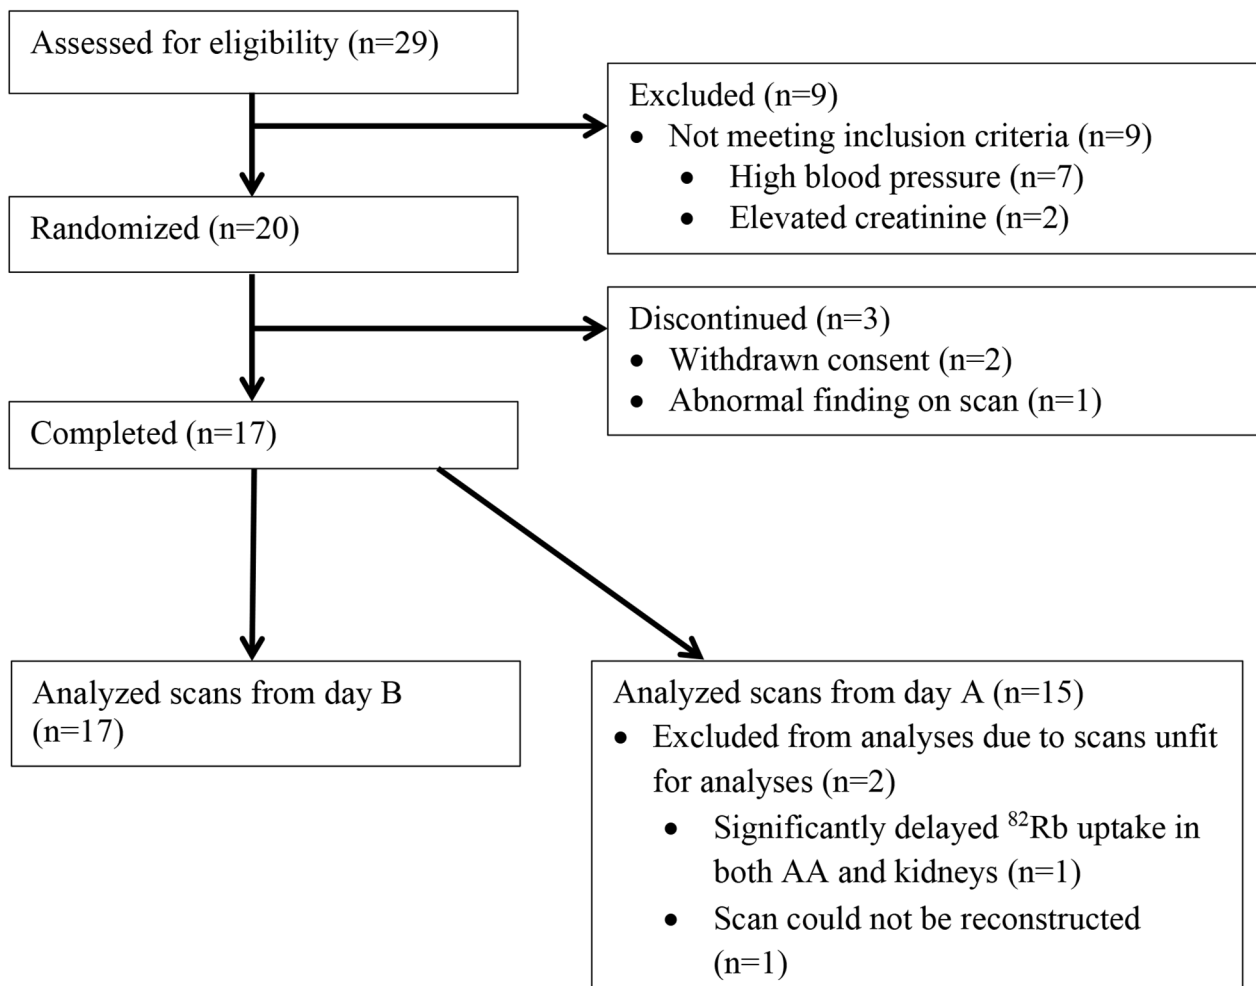 Assessed for eligibility (n=29)
Excluded (n=9)
• Not meeting inclusion criteria (n=9)
• High blood pressure (n=7)
• Elevated creatinine (n=2)
Randomized (n=20)
Discontinued (n=3)
• Withdrawn consent (n=2)
• Abnormal finding on scan (n=1)
Completed (n=17)
Analyzed scans from day B
(n=17)
Analyzed scans from day A (n=15)
• Excluded from analyses due to scans unfit
for analyses (n=2)
• Significantly delayed ⁸²Rb uptake in
both AA and kidneys (n=1)
• Scan could not be reconstructed
(n=1)